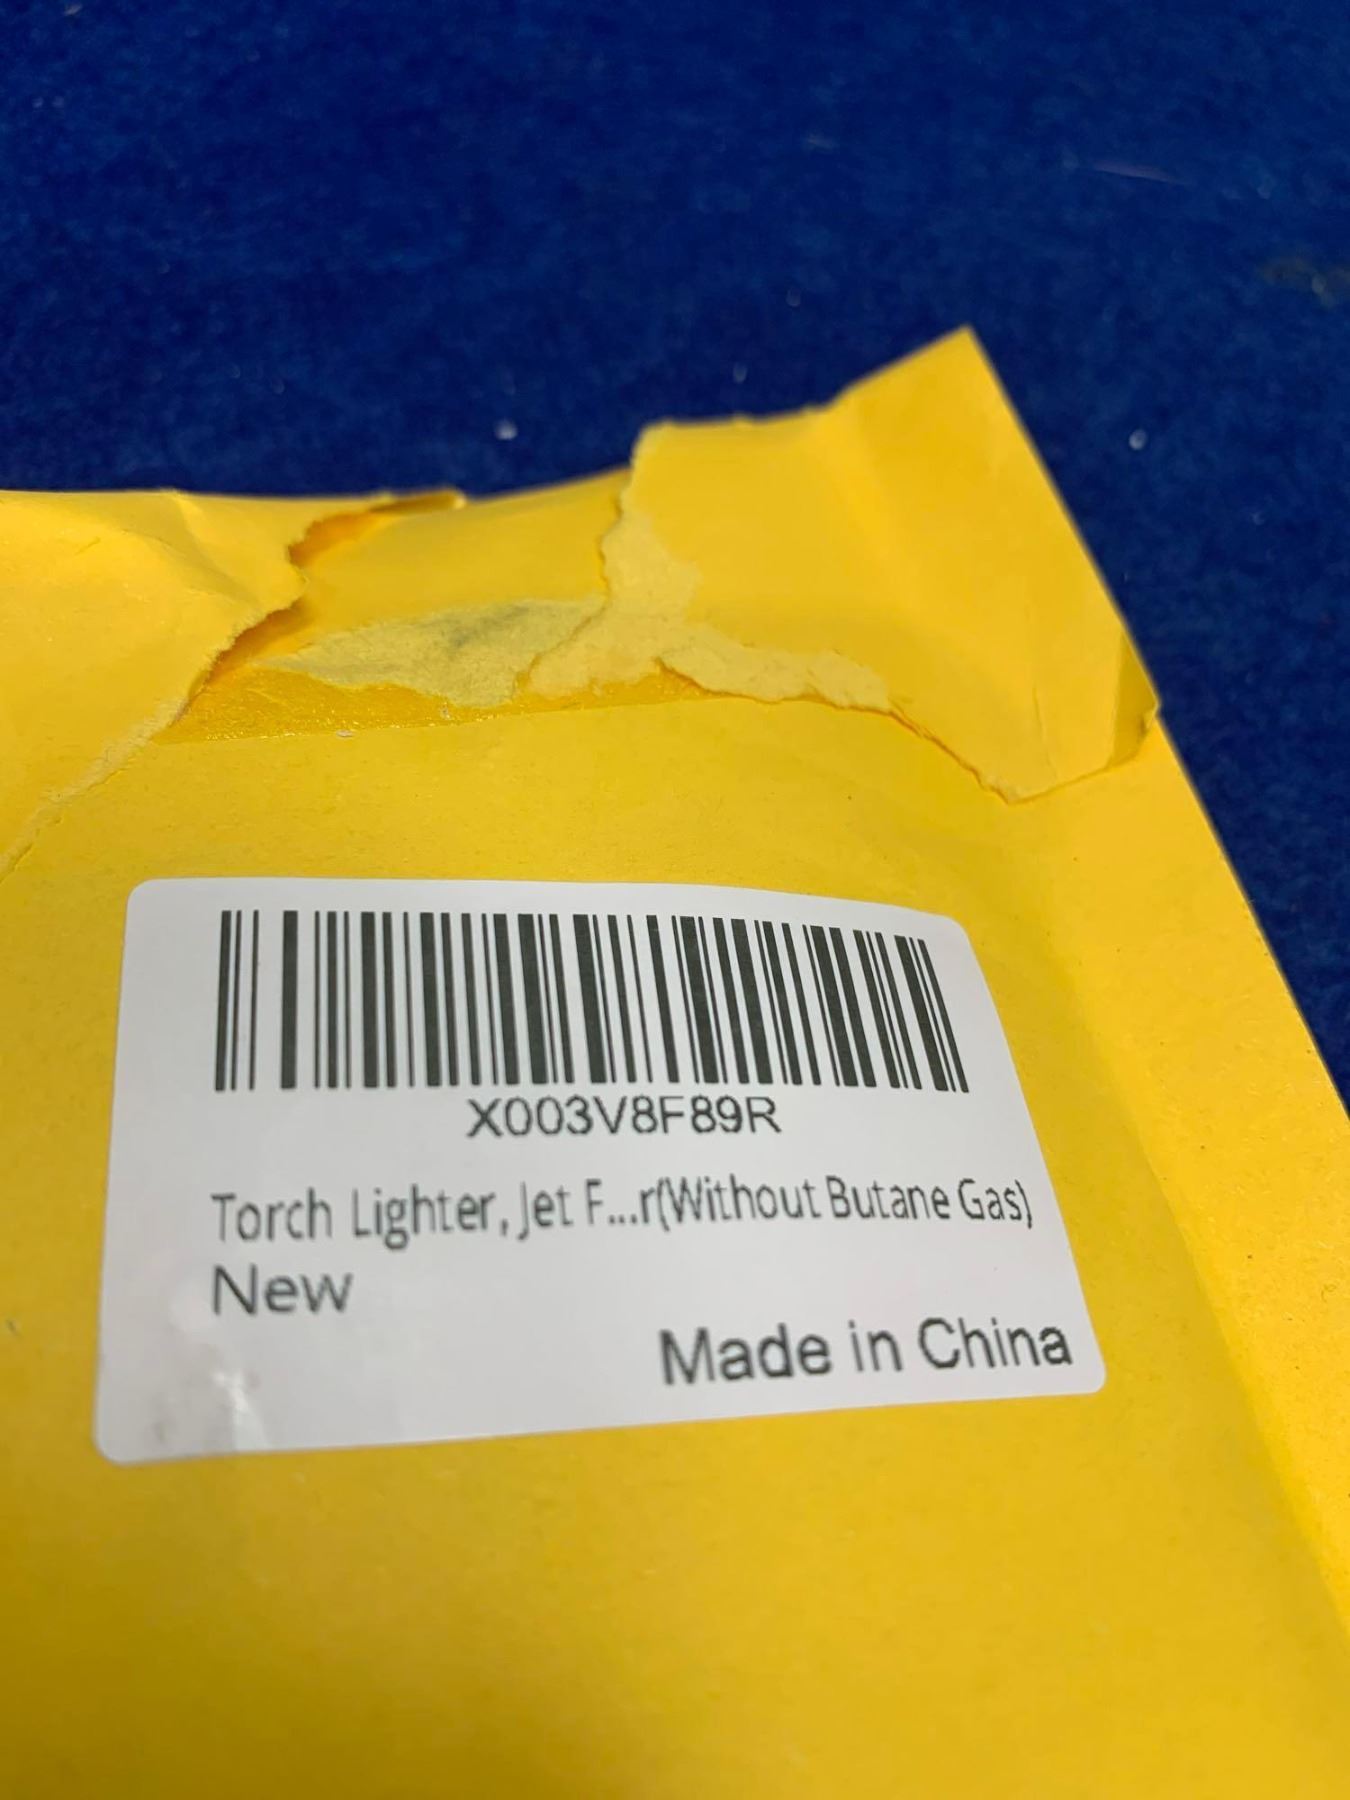 X003V8F89R
Torch Lighter, Jet F...r(Without Butane Gas)
New
Made in China